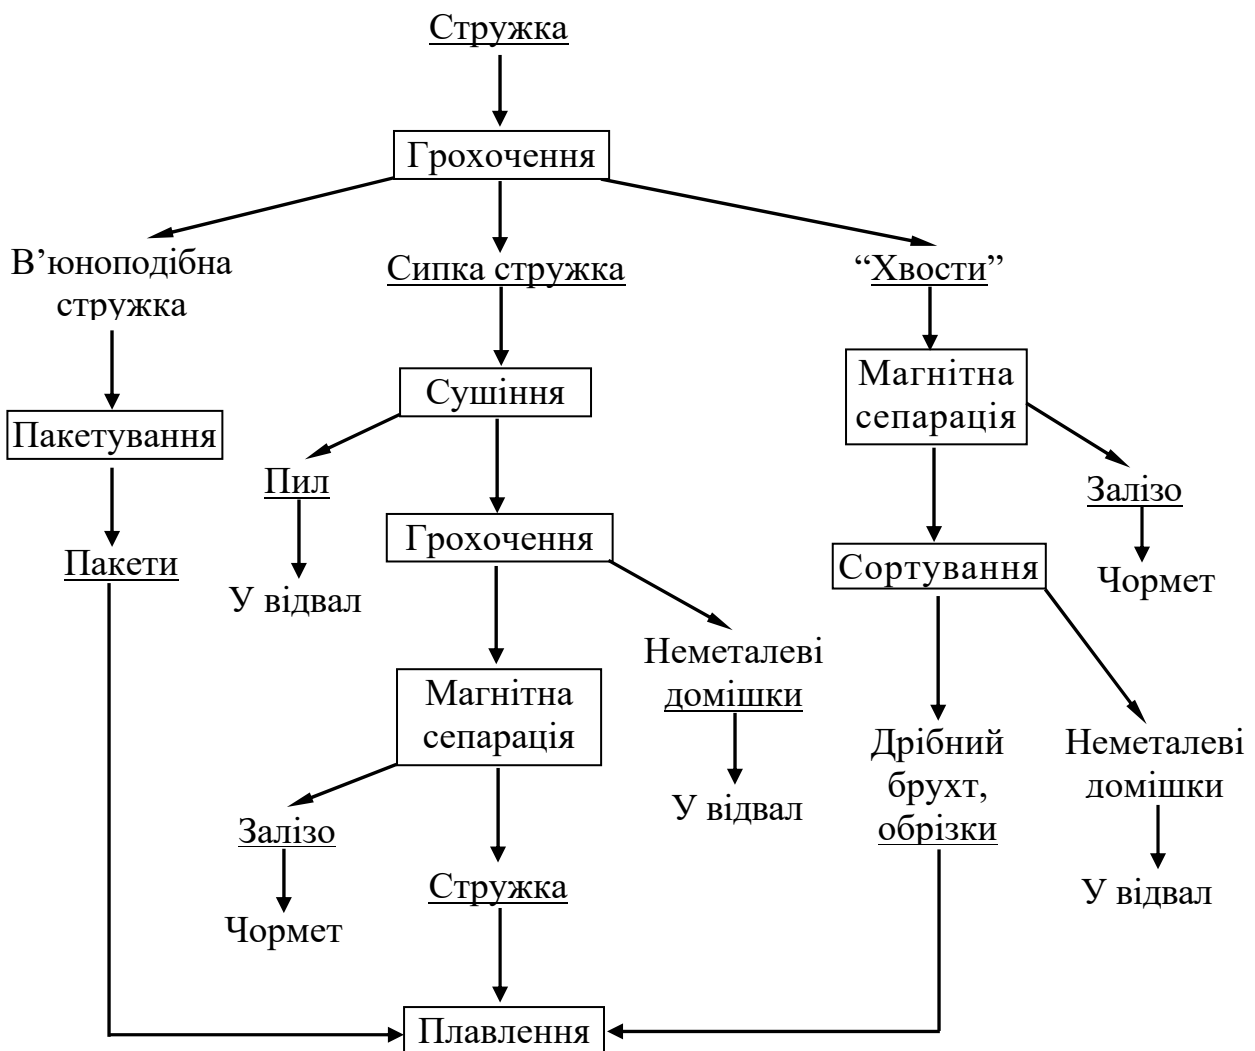 Стружка
Грохочення
В’юноподібна
стружка
Сипка стружка
“Хвости”
Магнітна
сепарація
Сушіння
Пакетування
Пил
Залізо
Грохочення
Пакети
Сортування
Чормет
У відвал
Неметалеві
домішки
Магнітна
сепарація
Дрібний
брухт,
обрізки
Неметалеві
домішки
У відвал
Залізо
Стружка
У відвал
Чормет
Плавлення